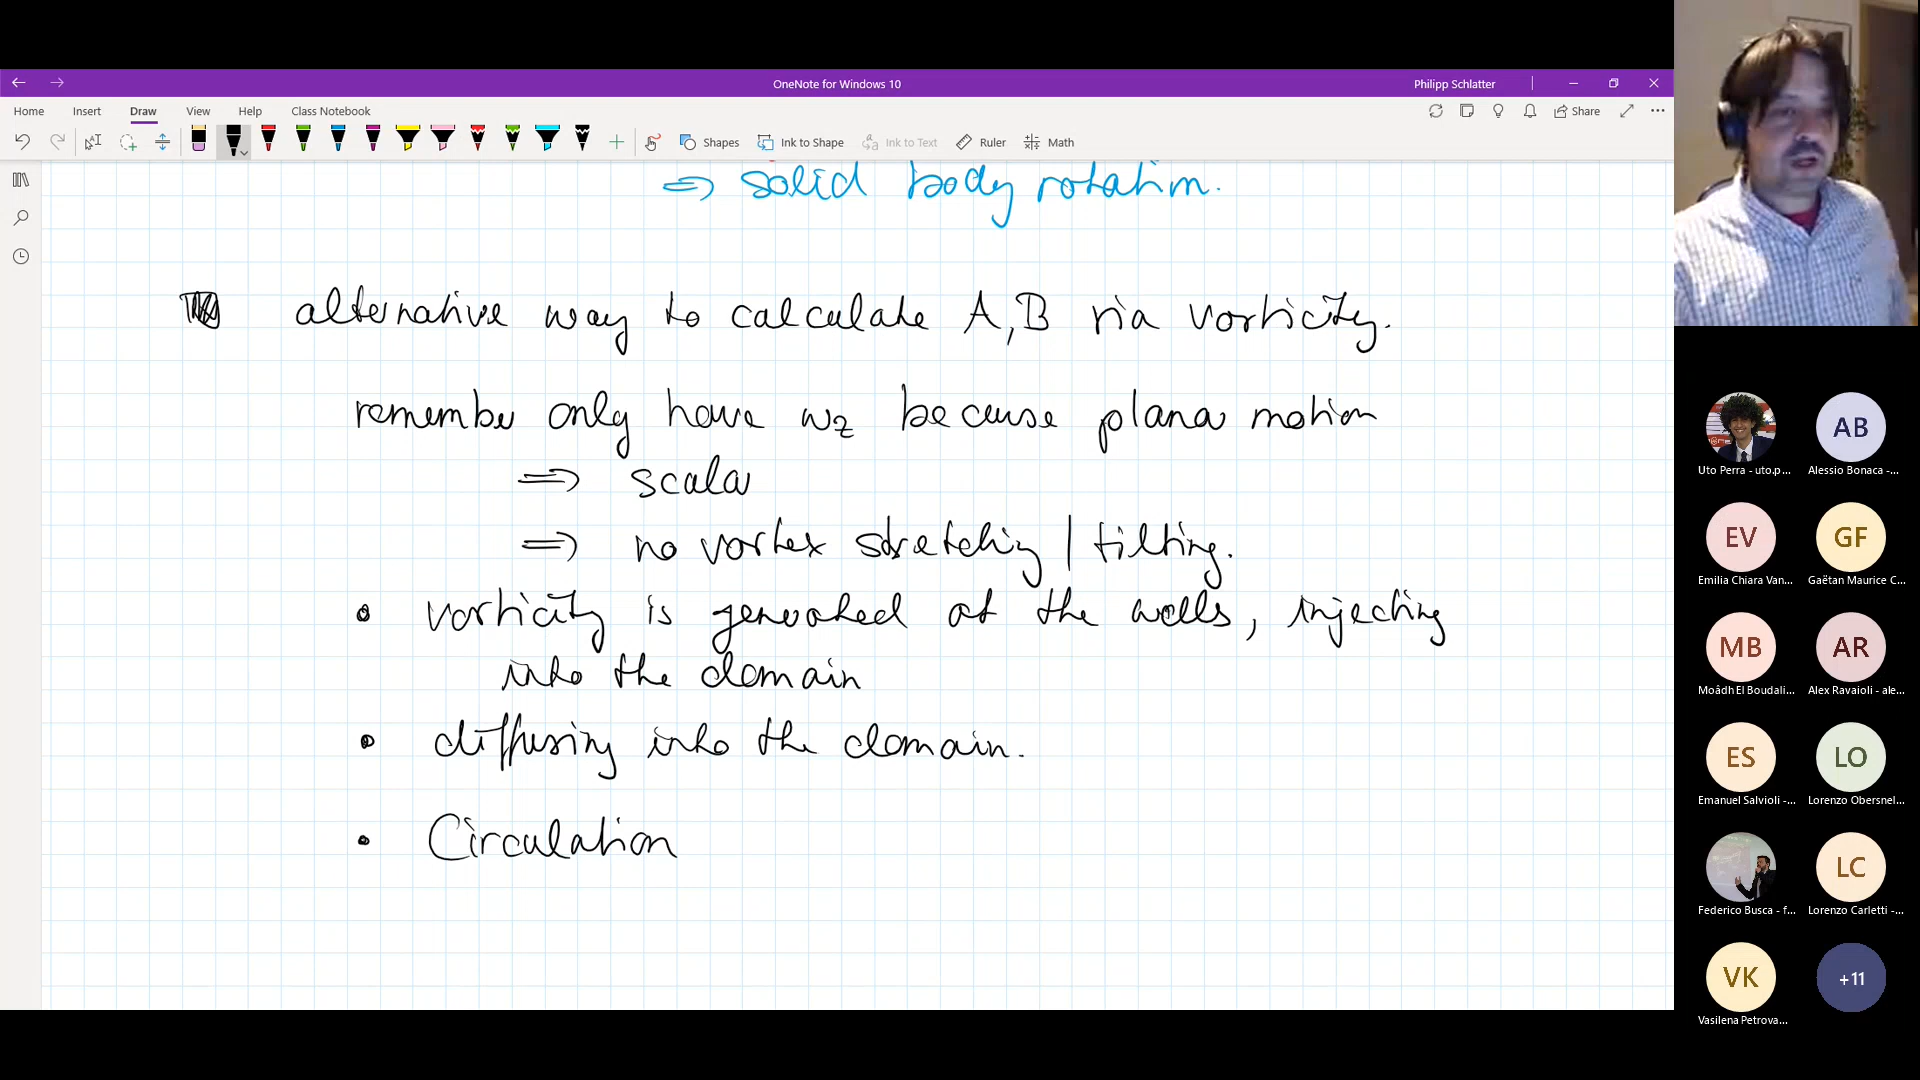 OneNote for Windows 10
Philipp Schlatter
Home Insert Draw View Help Class Notebook
Share
Shapes Ink to Shape Ink to Text Ruler Math
⇒ solid body rotation.
alternative way to calculate A,B via vorticity.
remember only have ωz because planar motion
⇒ scalar
⇒ no vortex stretching / tilting.
• vorticity is generated at the walls, injecting
into the domain
• diffusing into the domain.
• Circulation
Uto Perra - uto.p...
AB
Alessio Bonaca -...
EV
Emilia Chiara Van...
GF
Gaëtan Maurice C...
MB
Moâdh El Boudali...
AR
Alex Ravaioli - ale...
ES
Emanuel Salvioli -...
LO
Lorenzo Obersnel...
Federico Busca - f...
LC
Lorenzo Carletti -...
VK
Vasilena Petrova...
+11